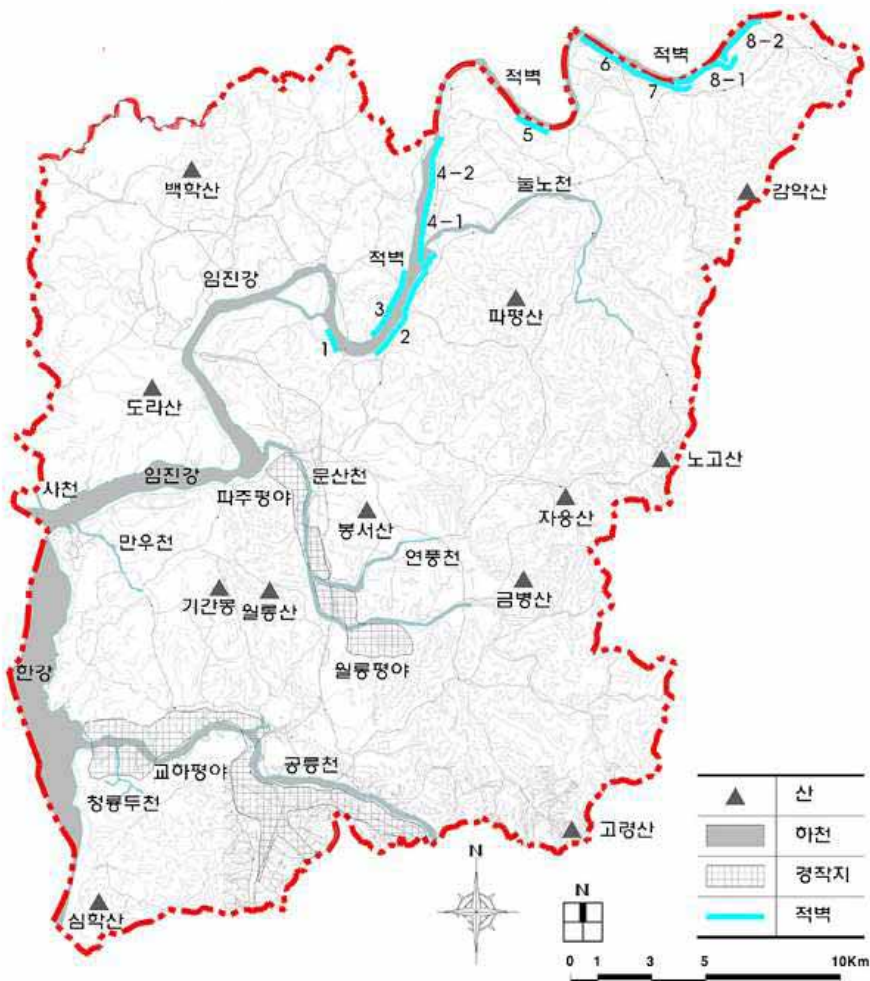 8-2
적벽
6
8-1
7
적벽
5
백학산
4-2
눌노천
감악산
4-1
적벽
임진강
파평산
3
2
1
도라산
노고산
임진강
문산천
사천
파주평야
자웅산
봉서산
만우천
연풍천
기간봉
월롱산
금병산
월롱평야
한강
교하평야
공릉천
청룡두천
고령산
심학산
N
N
산
하천
경작지
적벽
0 1 3 5 10Km